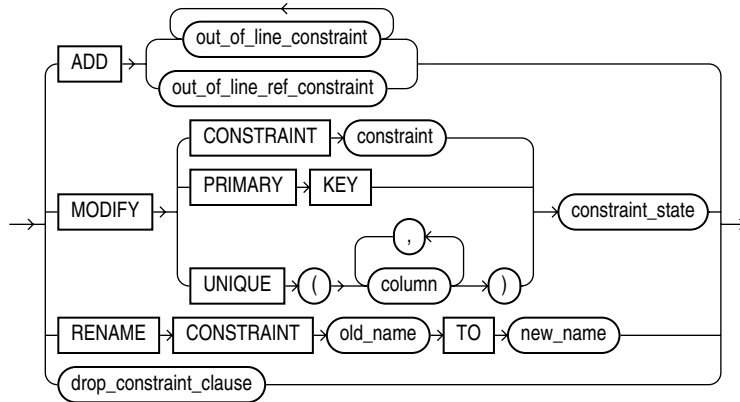 out_of_line_constraint
ADD
out_of_line_ref_constraint
CONSTRAINT constraint
PRIMARY KEY
MODIFY constraint_state
,
UNIQUE ( column )
RENAME CONSTRAINT old_name TO new_name
drop_constraint_clause